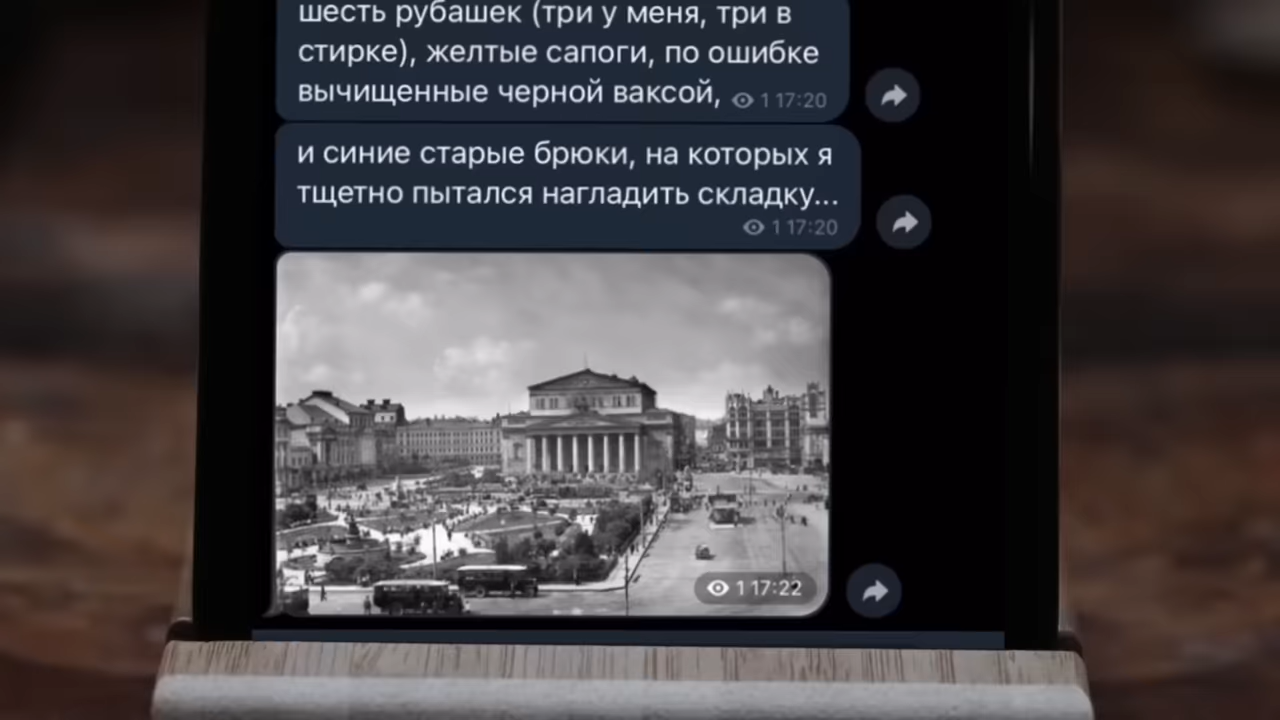 шесть рубашек (три у меня, три в
стирке), желтые сапоги, по ошибке
вычищенные черной ваксой,
1 17:20
и синие старые брюки, на которых я
тщетно пытался нагладить складку...
1 17:20
1 17:22